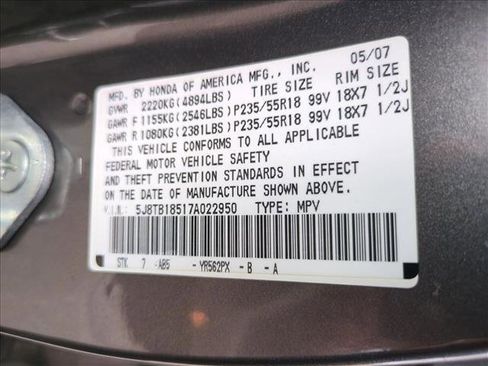 MFD. BY HONDA OF AMERICA MFG., INC. 05/07
GVWR 2220KG(4894LBS) TIRE SIZE RIM SIZE
GAWR F1155KG(2546LBS)P235/55R18 99V 18X7 1/2J
GAWR R1080KG(2381LBS)P235/55R18 99V 18X7 1/2J
THIS VEHICLE CONFORMS TO ALL APPLICABLE
FEDERAL MOTOR VEHICLE SAFETY
AND THEFT PREVENTION STANDARDS IN EFFECT
ON THE DATE OF MANUFACTURE SHOWN ABOVE.
V.I.N.: 5J8TB18517A022950 TYPE: MPV
STK 7 -AB5 -YR562PX -B -A